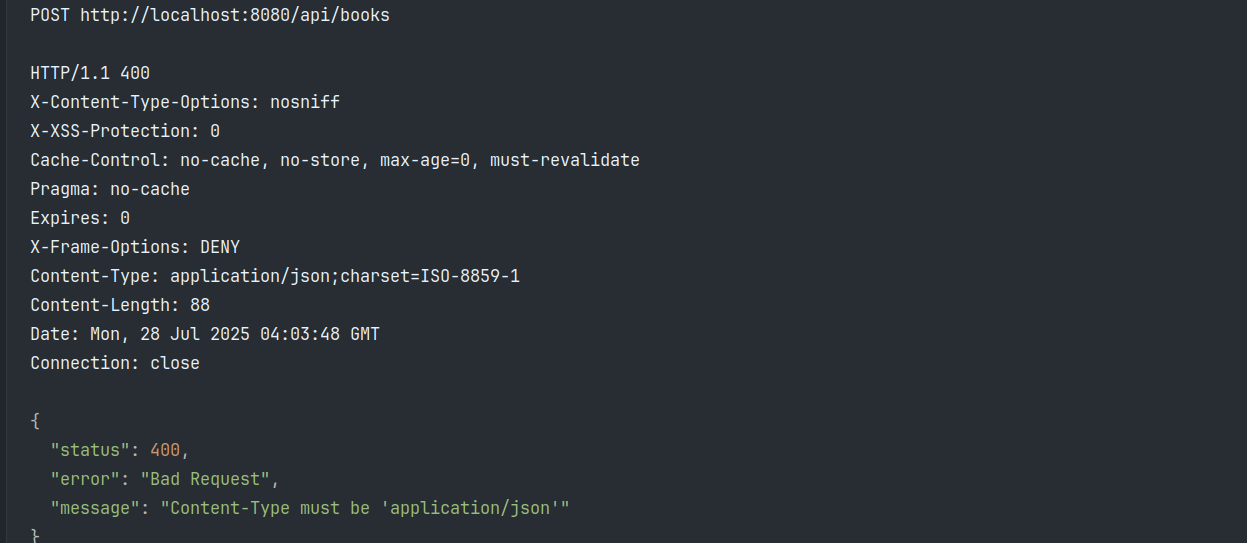 POST http://localhost:8080/api/books
HTTP/1.1 400
X-Content-Type-Options: nosniff
X-XSS-Protection: 0
Cache-Control: no-cache, no-store, max-age=0, must-revalidate
Pragma: no-cache
Expires: 0
X-Frame-Options: DENY
Content-Type: application/json;charset=ISO-8859-1
Content-Length: 88
Date: Mon, 28 Jul 2025 04:03:48 GMT
Connection: close
{
"status": 400,
"error": "Bad Request",
"message": "Content-Type must be 'application/json'"
}